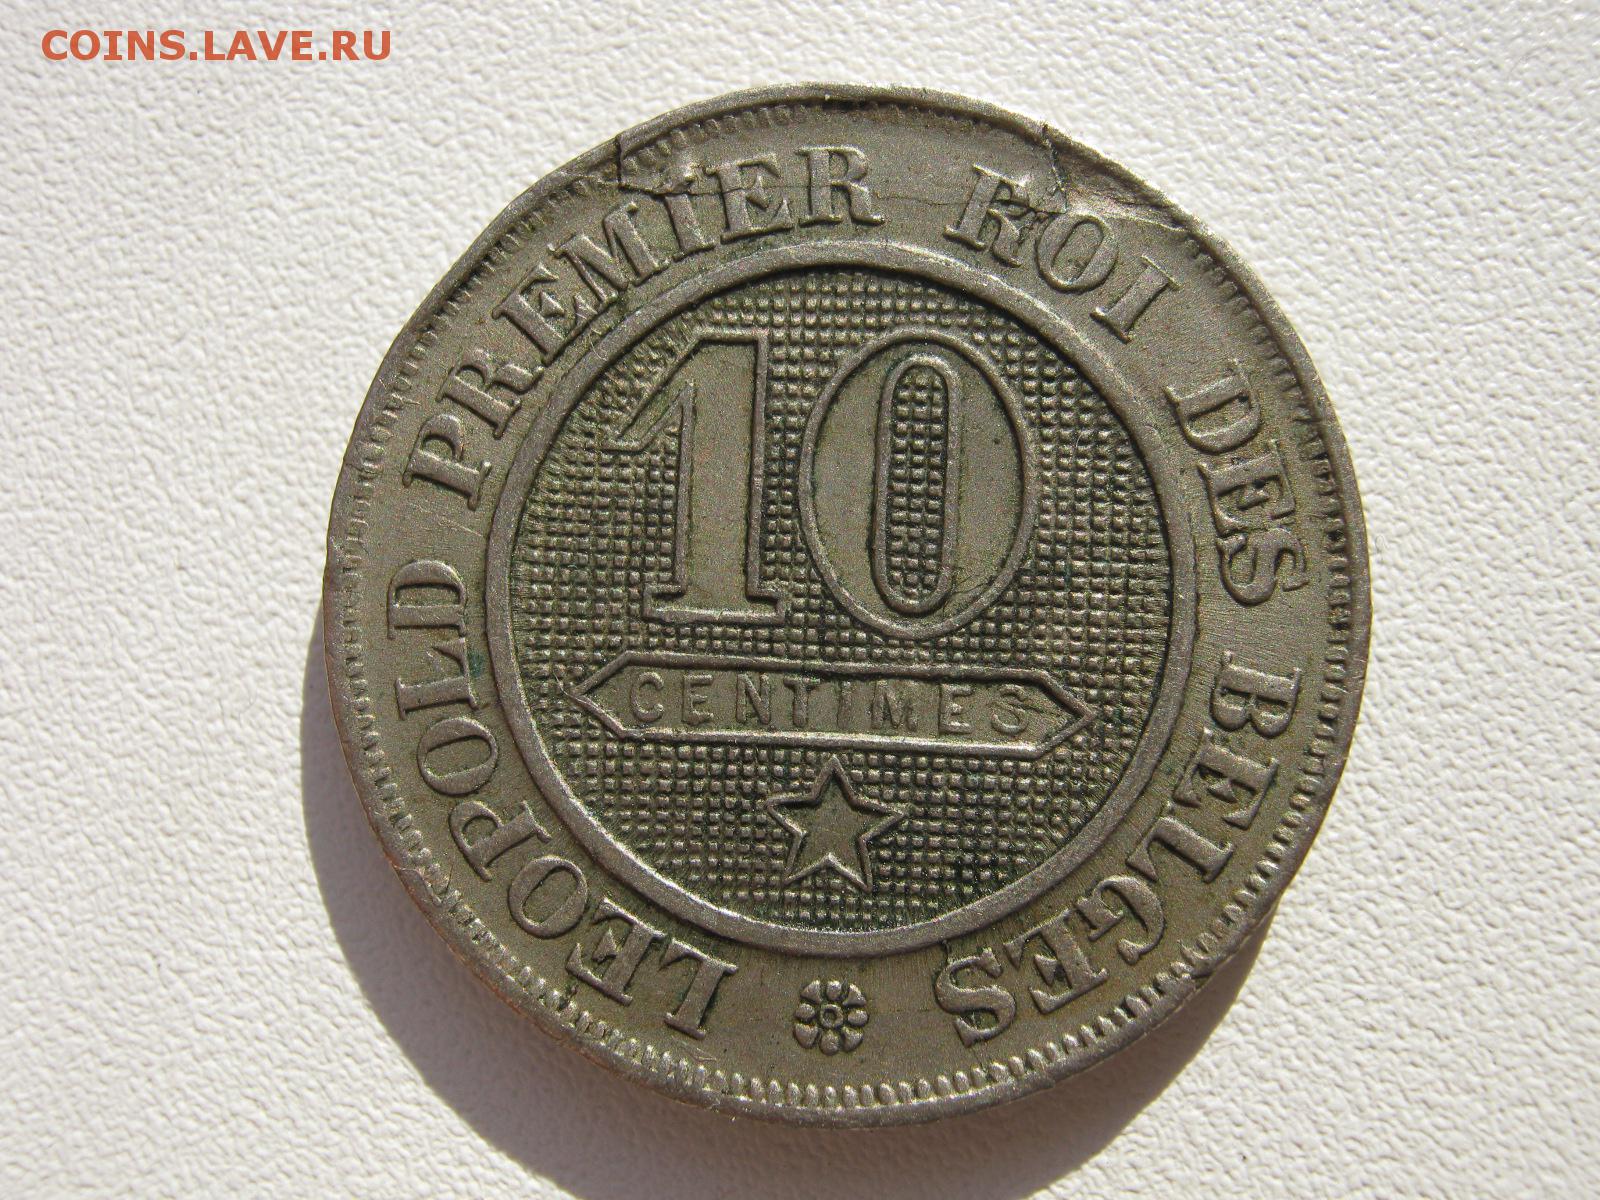 COINS.LAVE.RU
LEOPOLD PREMIER ROI DES BELGES
10
CENTIMES